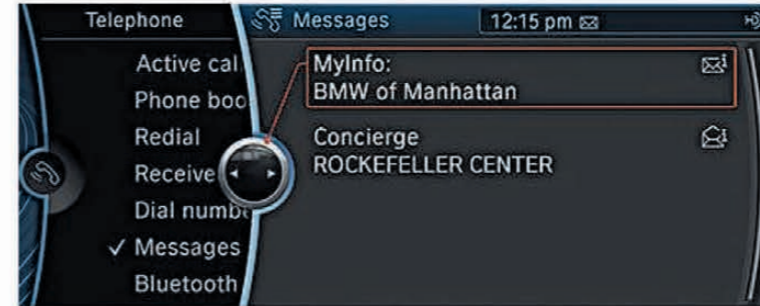 Telephone
Messages
12:15 pm
Active cal
Phone boo
Redial
Receive
Dial numb
✓ Messages
Bluetooth
MyInfo:
BMW of Manhattan
Concierge
ROCKEFELLER CENTER